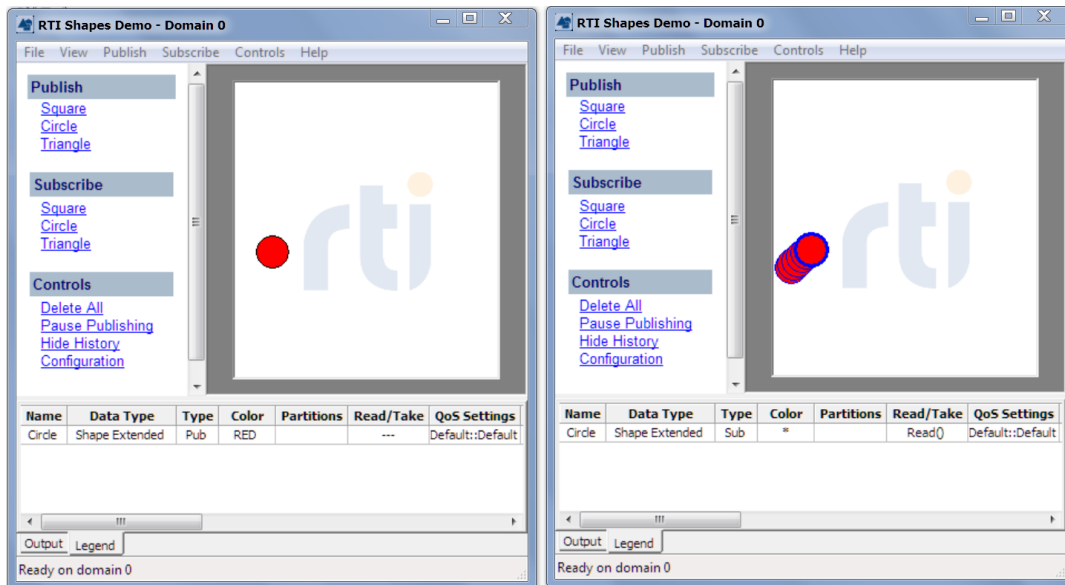 RTI Shapes Demo - Domain 0
File View Publish Subscribe Controls Help
Publish
Square
Circle
Triangle
Subscribe
Square
Circle
Triangle
Controls
Delete All
Pause Publishing
Hide History
Configuration
rti
Name Data Type Type Color Partitions Read/Take QoS Settings
Circle Shape Extended Pub RED --- Default::Default
Output Legend
Ready on domain 0
RTI Shapes Demo - Domain 0
File View Publish Subscribe Controls Help
Publish
Square
Circle
Triangle
Subscribe
Square
Circle
Triangle
Controls
Delete All
Pause Publishing
Hide History
Configuration
rti
Name Data Type Type Color Partitions Read/Take QoS Settings
Circle Shape Extended Sub * Read() Default::Default
Output Legend
Ready on domain 0